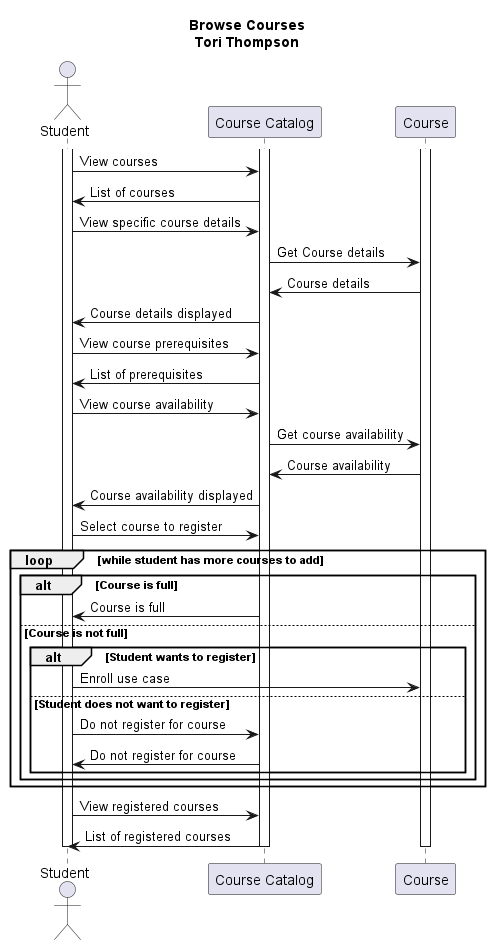 Browse Courses
Tori Thompson
Student
Course Catalog
Course
View courses
List of courses
View specific course details
Get Course details
Course details
Course details displayed
View course prerequisites
List of prerequisites
View course availability
Get course availability
Course availability
Course availability displayed
Select course to register
loop [while student has more courses to add]
alt [Course is full]
Course is full
[Course is not full]
alt [Student wants to register]
Enroll use case
[Student does not want to register]
Do not register for course
Do not register for course
View registered courses
List of registered courses
Student
Course Catalog
Course